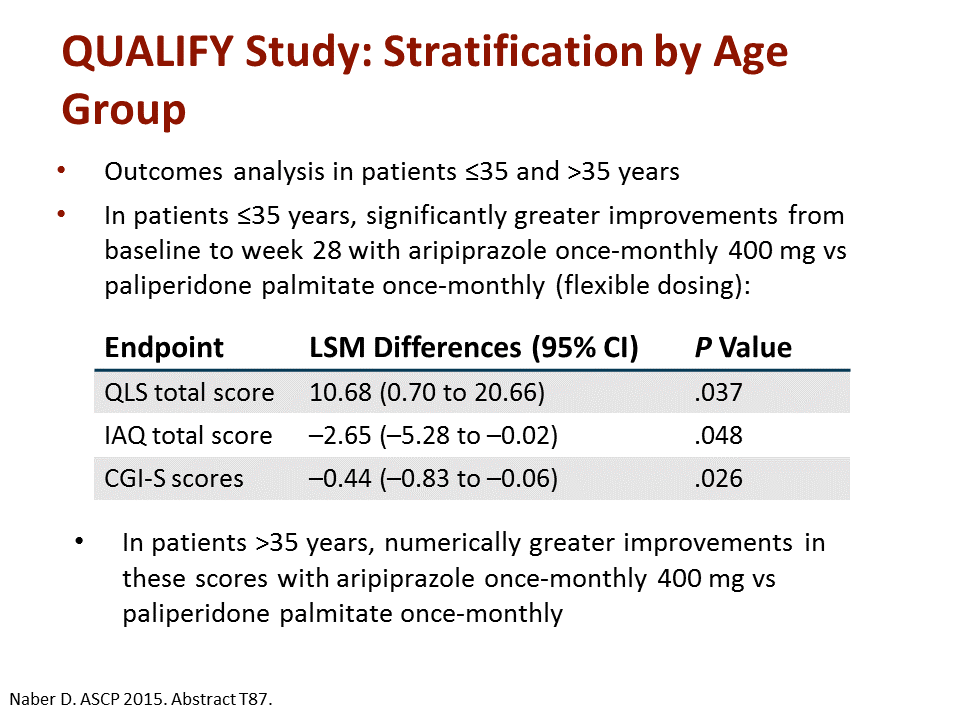 QUALIFY Study: Stratification by Age
Group
• Outcomes analysis in patients ≤35 and >35 years
• In patients ≤35 years, significantly greater improvements from
baseline to week 28 with aripiprazole once-monthly 400 mg vs
paliperidone palmitate once-monthly (flexible dosing):
Endpoint LSM Differences (95% CI) P Value
QLS total score 10.68 (0.70 to 20.66) .037
IAQ total score –2.65 (–5.28 to –0.02) .048
CGI-S scores –0.44 (–0.83 to –0.06) .026
• In patients >35 years, numerically greater improvements in
these scores with aripiprazole once-monthly 400 mg vs
paliperidone palmitate once-monthly
Naber D. ASCP 2015. Abstract T87.